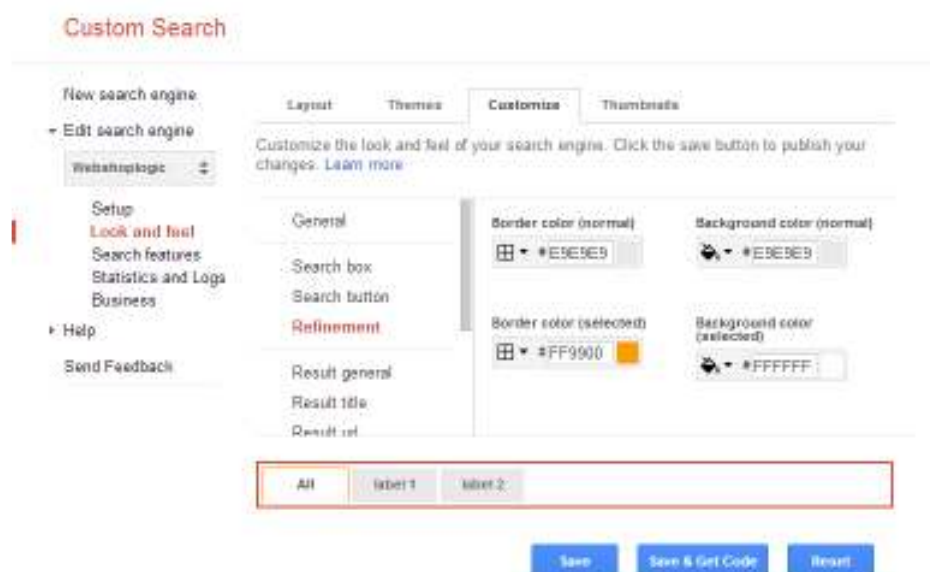 Custom Search
New search engine
Edit search engine
Webshoplogic
Setup
Look and feel
Search features
Statistics and Logs
Business
Help
Send Feedback
Layout Themes Customize Thumbnails
Customize the look and feel of your search engine. Click the save button to publish your
changes. Learn more
General
Search box
Search button
Refinement
Result general
Result title
Result url
Border color (normal) Background color (normal)
#E9E9E9 #E9E9E9
Border color (selected) Background color
(selected)
#FF9900 #FFFFFF
All label 1 label 2
Save Save & Get Code Reset